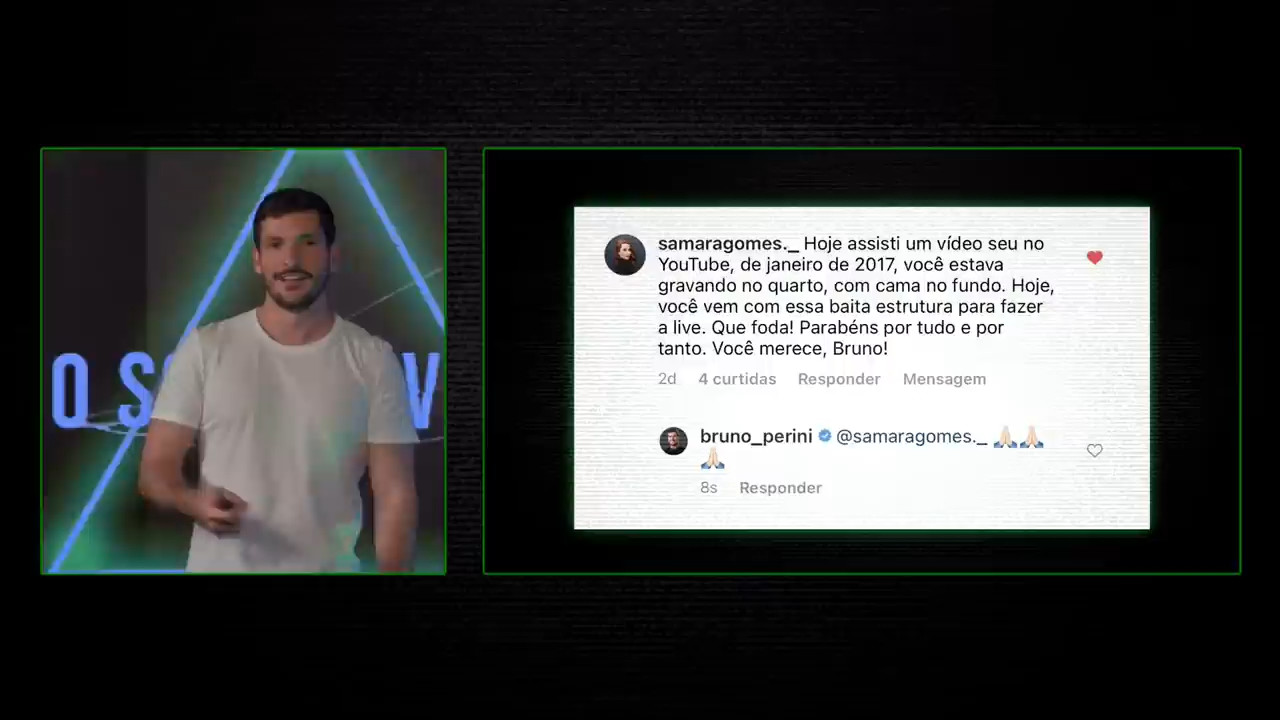 O S
samaragomes._ Hoje assisti um vídeo seu no
YouTube, de janeiro de 2017, você estava
gravando no quarto, com cama no fundo. Hoje,
você vem com essa baita estrutura para fazer
a live. Que foda! Parabéns por tudo e por
tanto. Você merece, Bruno!
2d 4 curtidas Responder Mensagem
bruno_perini @samaragomes._ 🙏🏻🙏🏻
🙏🏻
8s Responder